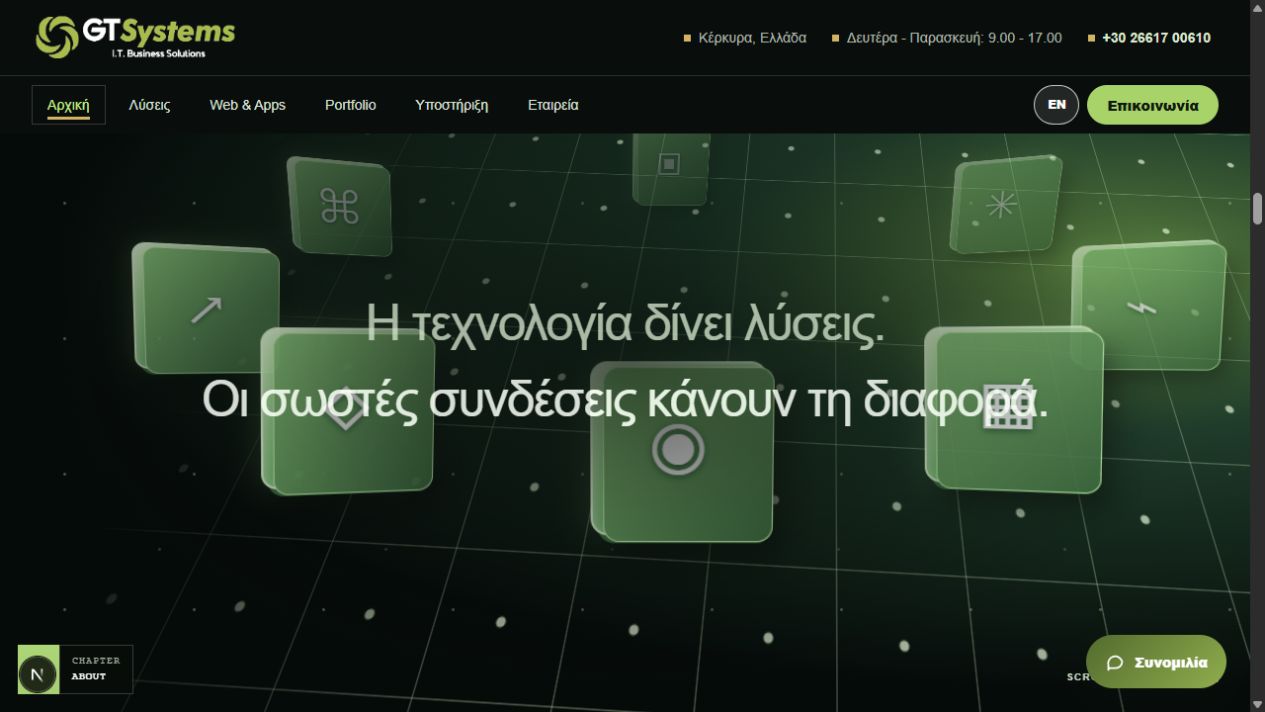 GTSystems
I.T. Business Solutions
Κέρκυρα, Ελλάδα
Δευτέρα - Παρασκευή: 9.00 - 17.00
+30 26617 00610
Αρχική
Λύσεις
Web & Apps
Portfolio
Υποστήριξη
Εταιρεία
EN
Επικοινωνία
Η τεχνολογία δίνει λύσεις.
Οι σωστές συνδέσεις κάνουν τη διαφορά.
N
CHAPTER
ABOUT
SCR
Συνομιλία